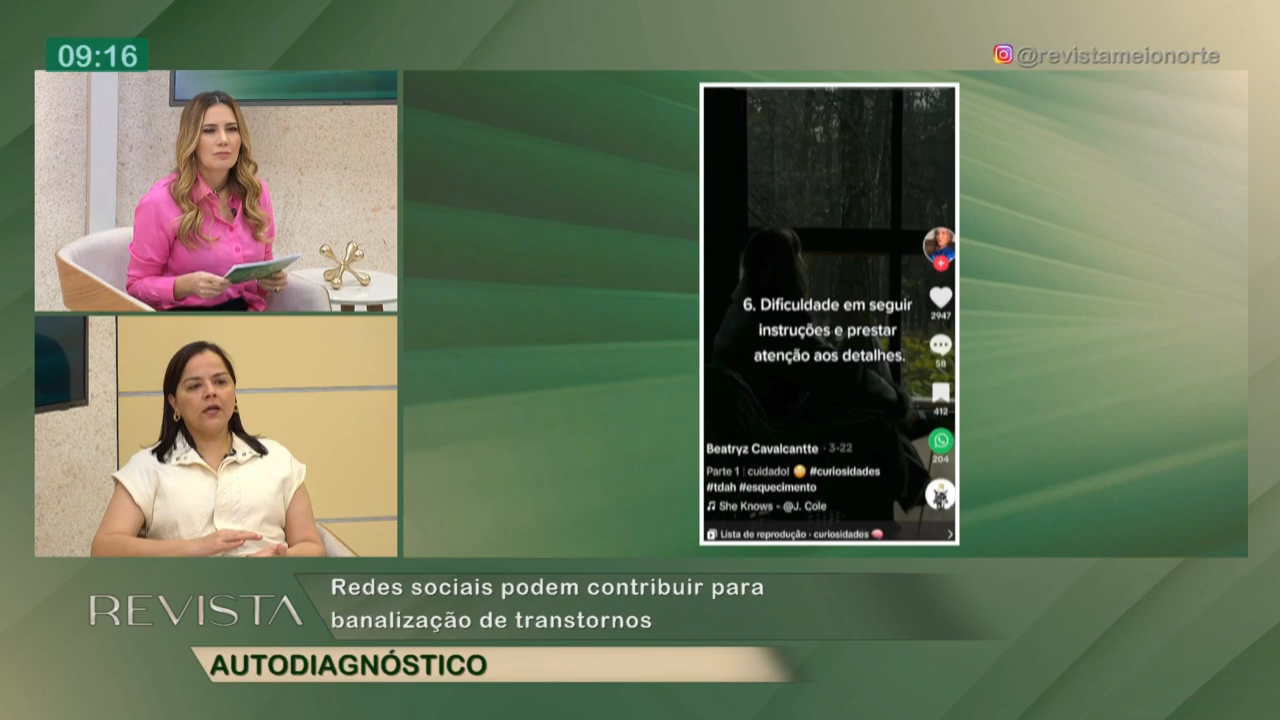 09:16
@revistameionorte
6. Dificuldade em seguir
instruções e prestar
atenção aos detalhes.
2947
58
412
204
Beatryz Cavalcantte · 3-22
Parte 1 | cuidado! #curiosidades
#tdah #esquecimento
She Knows - @J. Cole
Lista de reprodução · curiosidades
REVISTA
Redes sociais podem contribuir para
banalização de transtornos
AUTODIAGNÓSTICO